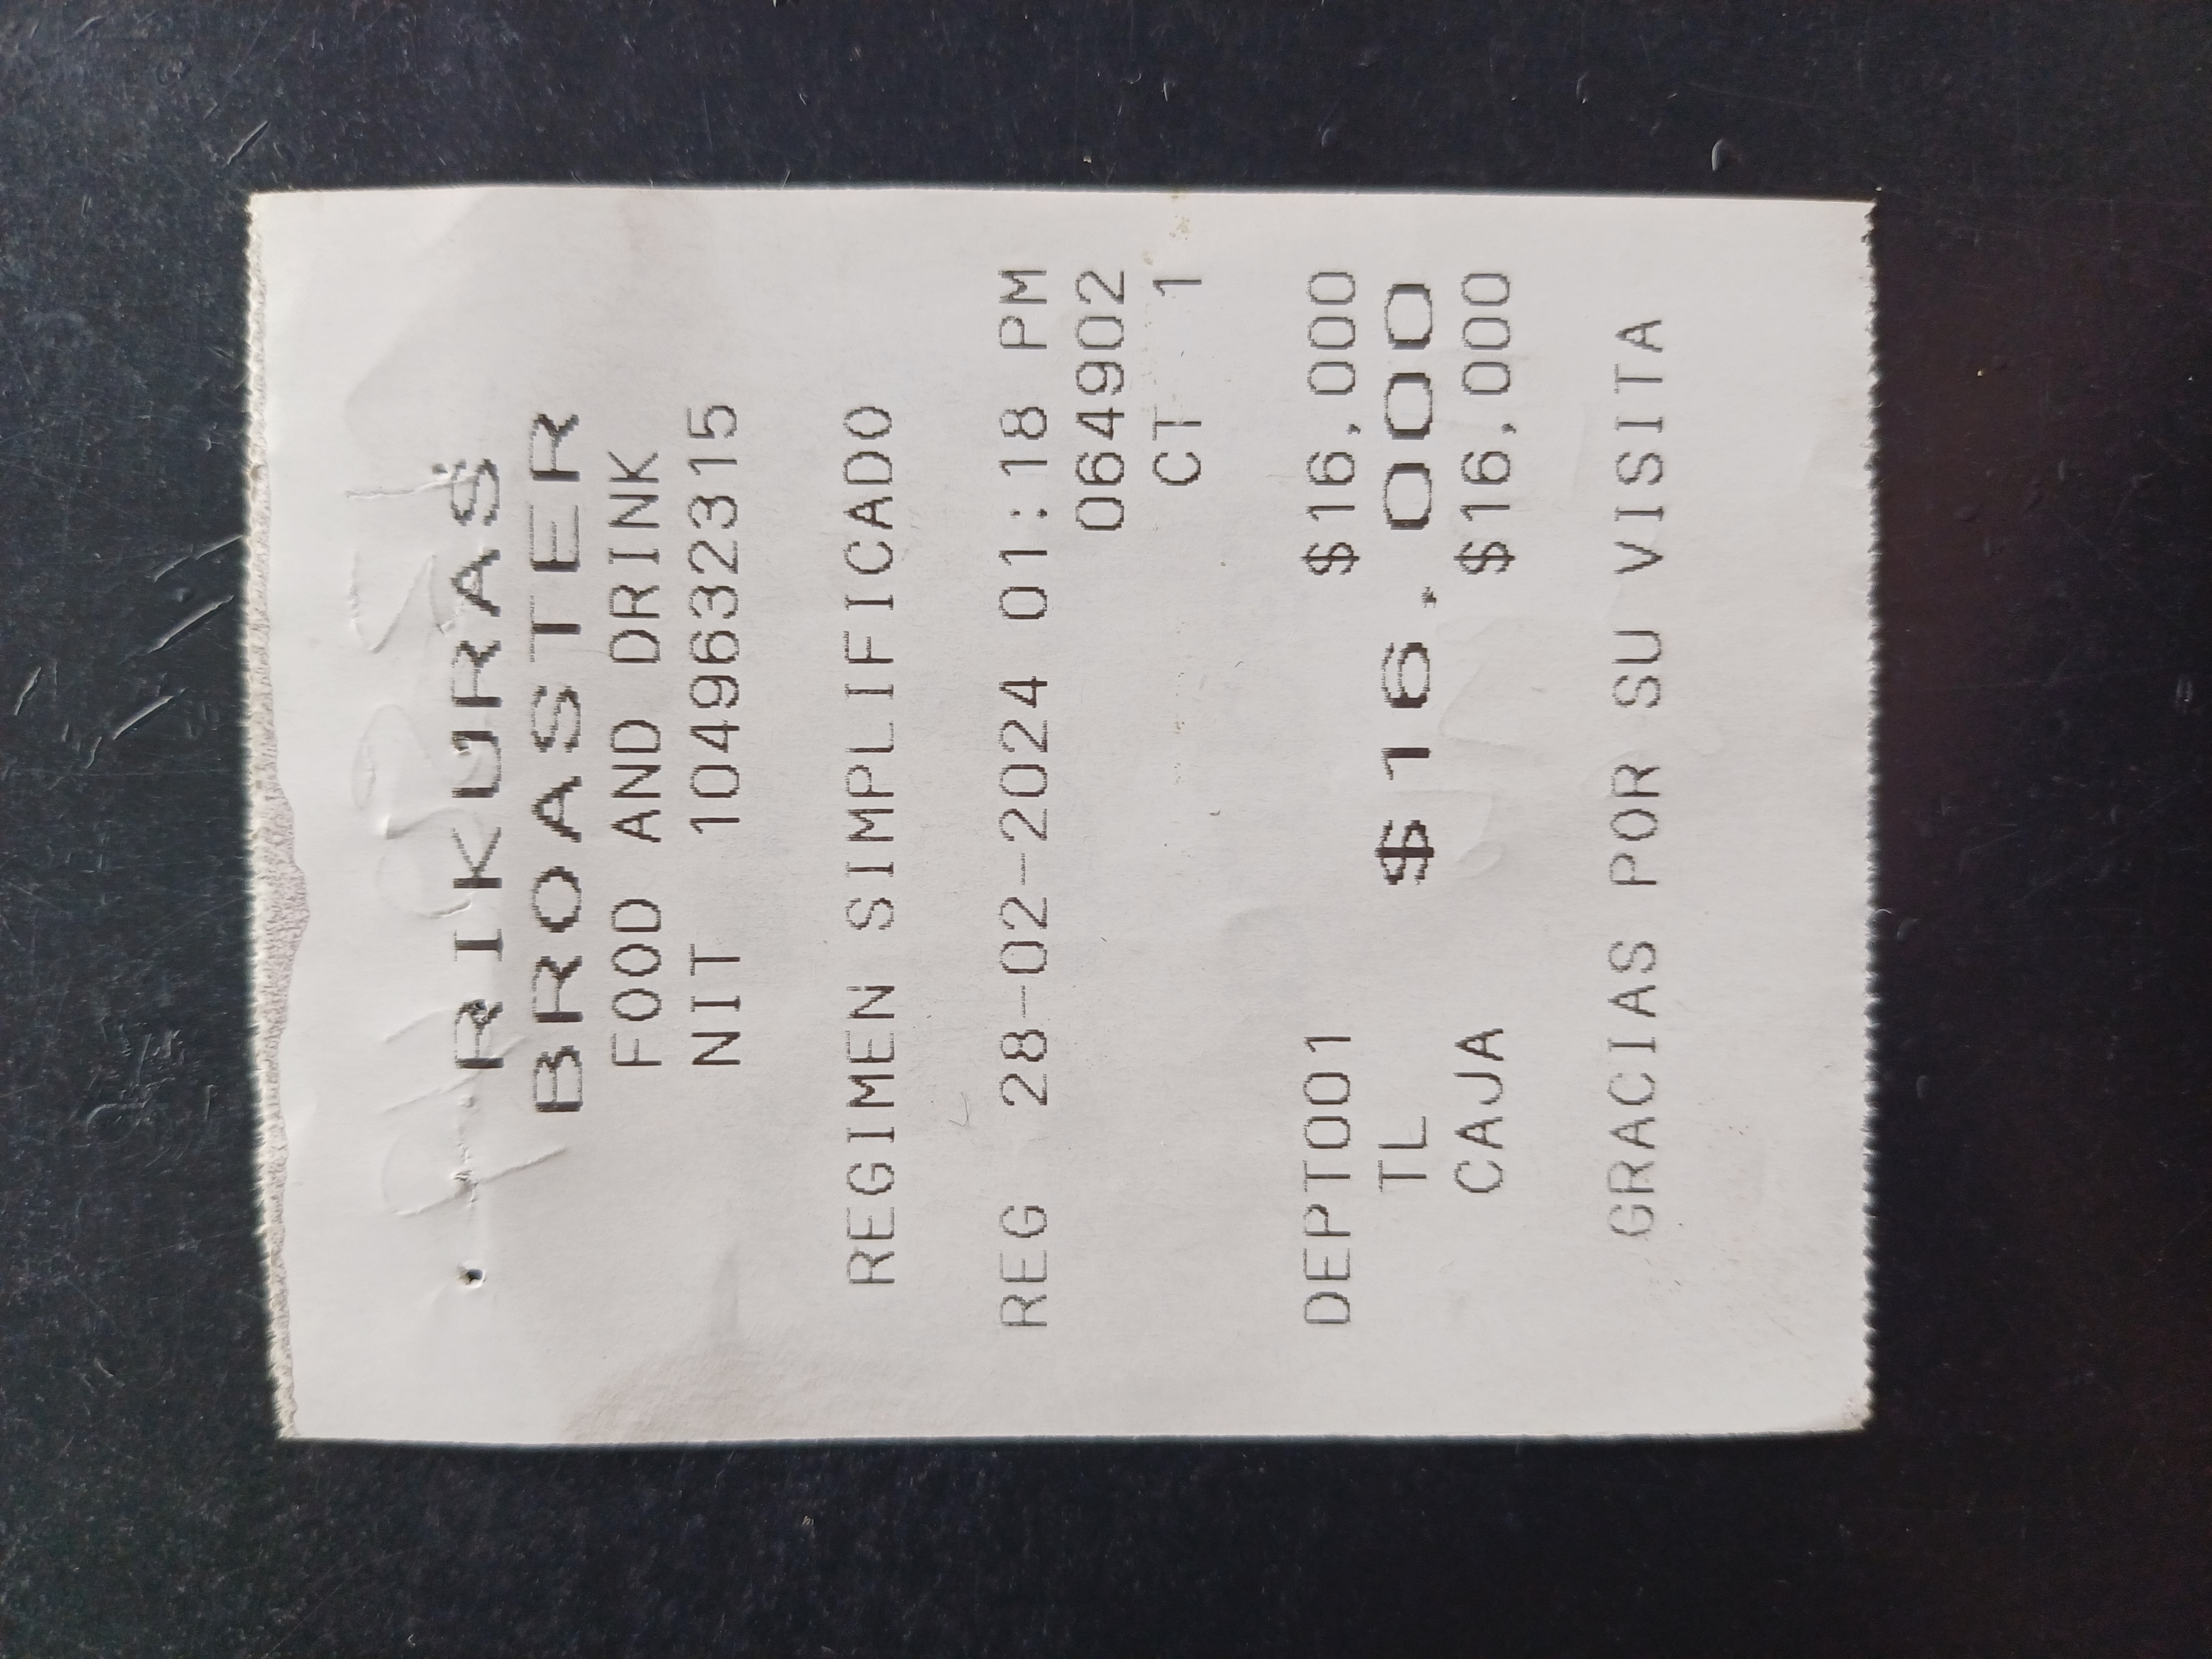 RIKURAS
BROASTER
FOOD AND DRINK
NIT 1049632315
REGIMEN SIMPLIFICADO
REG 28-02-2024 01:18 PM
064902
CT 1
DEPT001 $16,000
TL $16,000
CAJA $16,000
GRACIAS POR SU VISITA